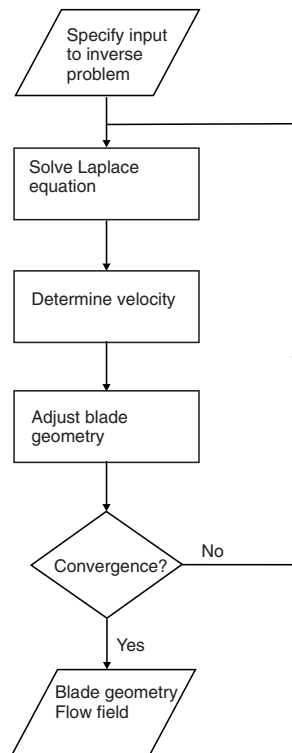 Specify input
to inverse
problem
Solve Laplace
equation
Determine velocity
Adjust blade
geometry
Convergence?
No
Yes
Blade geometry
Flow field